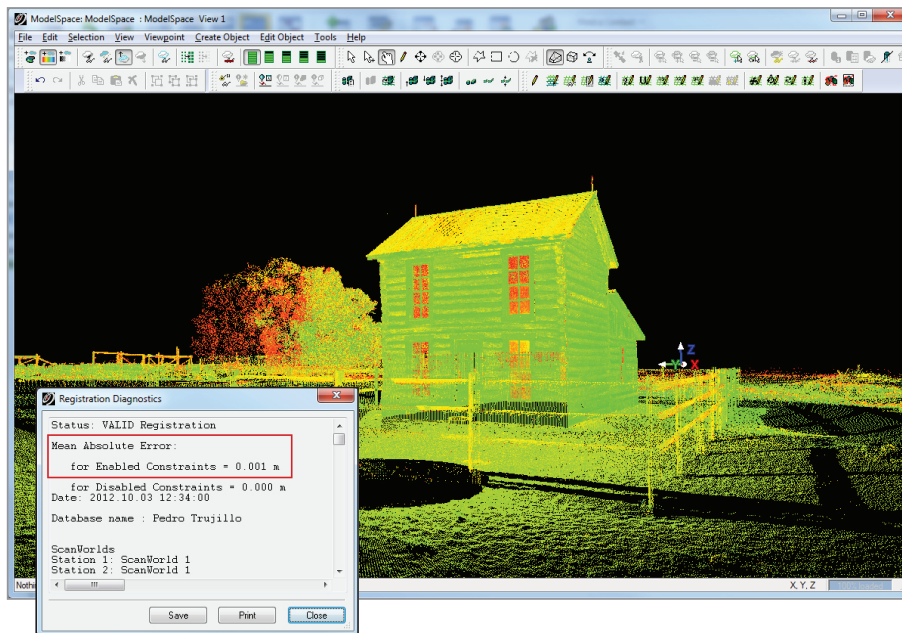 ModelSpace: ModelSpace : ModelSpace View 1
File Edit Selection View Viewpoint Create Object Edit Object Tools Help
Z
Y X
Registration Diagnostics
Status: VALID Registration
Mean Absolute Error:
for Enabled Constraints = 0.001 m
for Disabled Constraints = 0.000 m
Date: 2012.10.03 12:34:00
Database name : Pedro Trujillo
ScanWorlds
Station 1: ScanWorld 1
Station 2: ScanWorld 1
X, Y, Z
Save Print Close